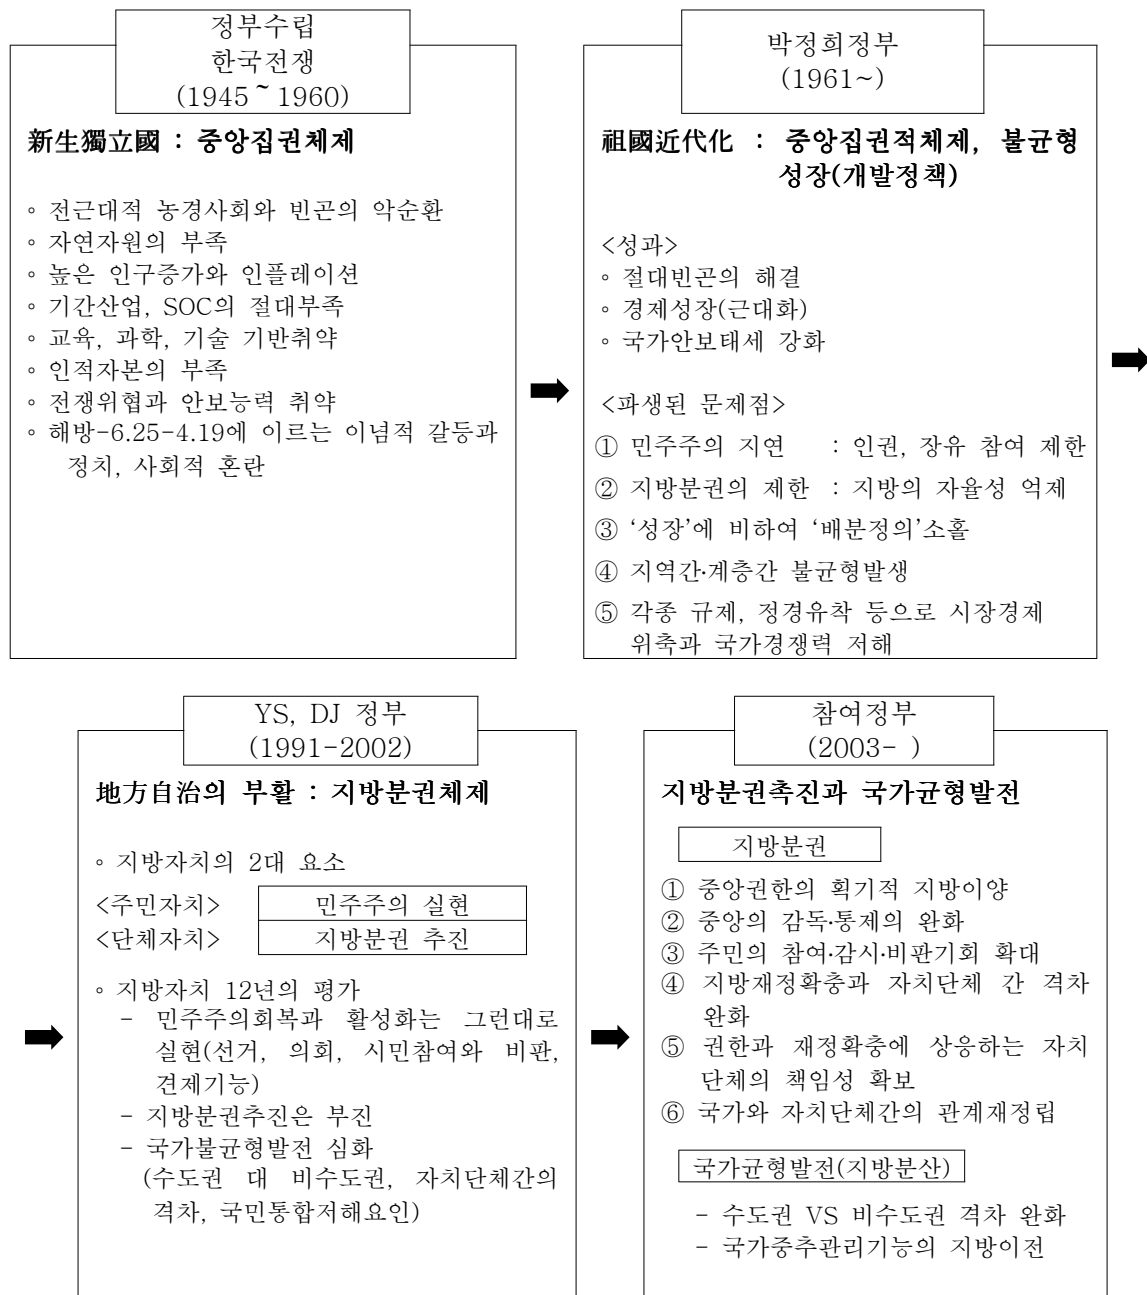 정부수립
한국전쟁
(1945~1960)
新生獨立國 : 중앙집권체제
◦ 전근대적 농경사회와 빈곤의 악순환
◦ 자연자원의 부족
◦ 높은 인구증가와 인플레이션
◦ 기간산업, SOC의 절대부족
◦ 교육, 과학, 기술 기반취약
◦ 인적자본의 부족
◦ 전쟁위협과 안보능력 취약
◦ 해방-6.25-4.19에 이르는 이념적 갈등과
정치, 사회적 혼란
박정희정부
(1961~)
祖國近代化 : 중앙집권적체제, 불균형
성장(개발정책)
<성과>
◦ 절대빈곤의 해결
◦ 경제성장(근대화)
◦ 국가안보태세 강화
<파생된 문제점>
① 민주주의 지연 : 인권, 장유 참여 제한
② 지방분권의 제한 : 지방의 자율성 억제
③ ‘성장’에 비하여 ‘배분정의’소홀
④ 지역간·계층간 불균형발생
⑤ 각종 규제, 정경유착 등으로 시장경제
위축과 국가경쟁력 저해
YS, DJ 정부
(1991-2002)
地方自治의 부활 : 지방분권체제
◦ 지방자치의 2대 요소
<주민자치> 민주주의 실현
<단체자치> 지방분권 추진
◦ 지방자치 12년의 평가
- 민주주의회복과 활성화는 그런대로
실현(선거, 의회, 시민참여와 비판,
견제기능)
- 지방분권추진은 부진
- 국가불균형발전 심화
(수도권 대 비수도권, 자치단체간의
격차, 국민통합저해요인)
참여정부
(2003- )
지방분권촉진과 국가균형발전
지방분권
① 중앙권한의 획기적 지방이양
② 중앙의 감독·통제의 완화
③ 주민의 참여·감시·비판기회 확대
④ 지방재정확충과 자치단체 간 격차
완화
⑤ 권한과 재정확충에 상응하는 자치
단체의 책임성 확보
⑥ 국가와 자치단체간의 관계재정립
국가균형발전(지방분산)
- 수도권 VS 비수도권 격차 완화
- 국가중추관리기능의 지방이전